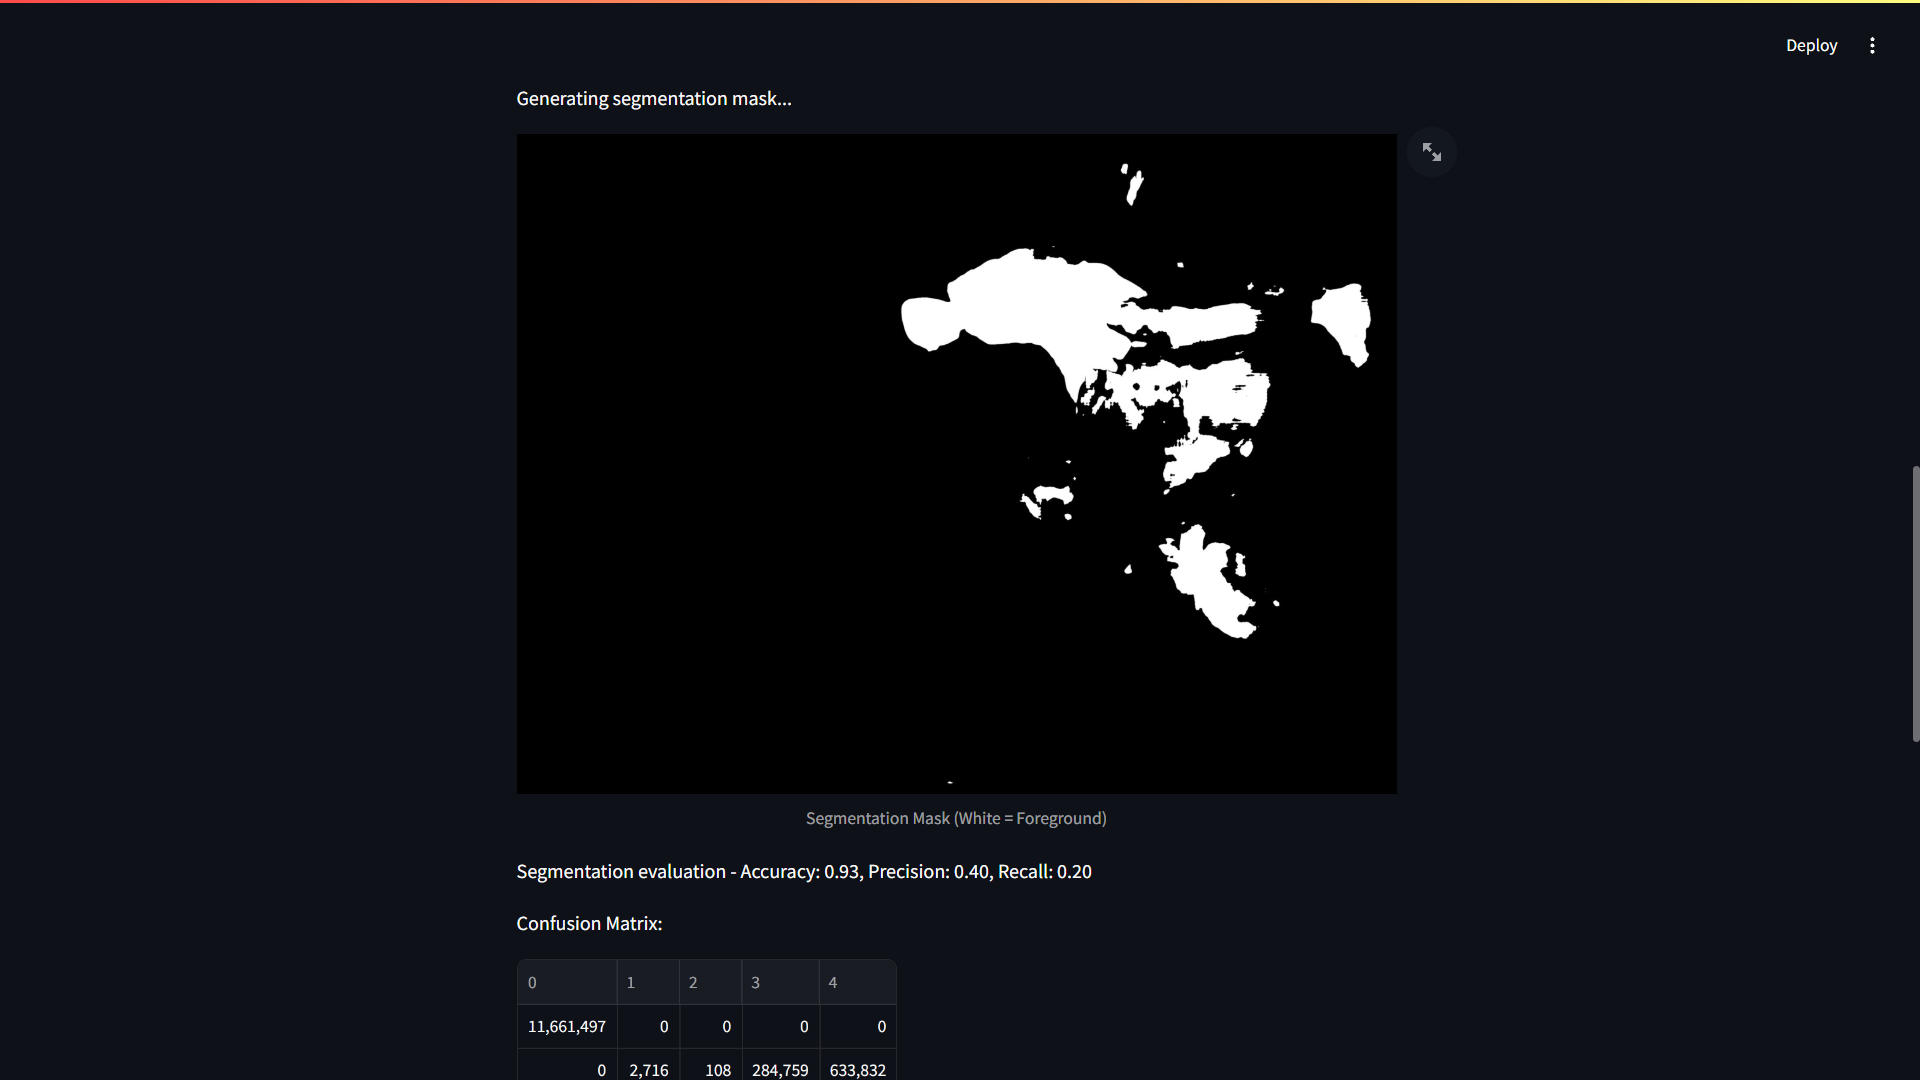 Deploy
Generating segmentation mask...
Segmentation Mask (White = Foreground)
Segmentation evaluation - Accuracy: 0.93, Precision: 0.40, Recall: 0.20
Confusion Matrix:
0 1 2 3 4
11,661,497 0 0 0 0
0 2,716 108 284,759 633,832